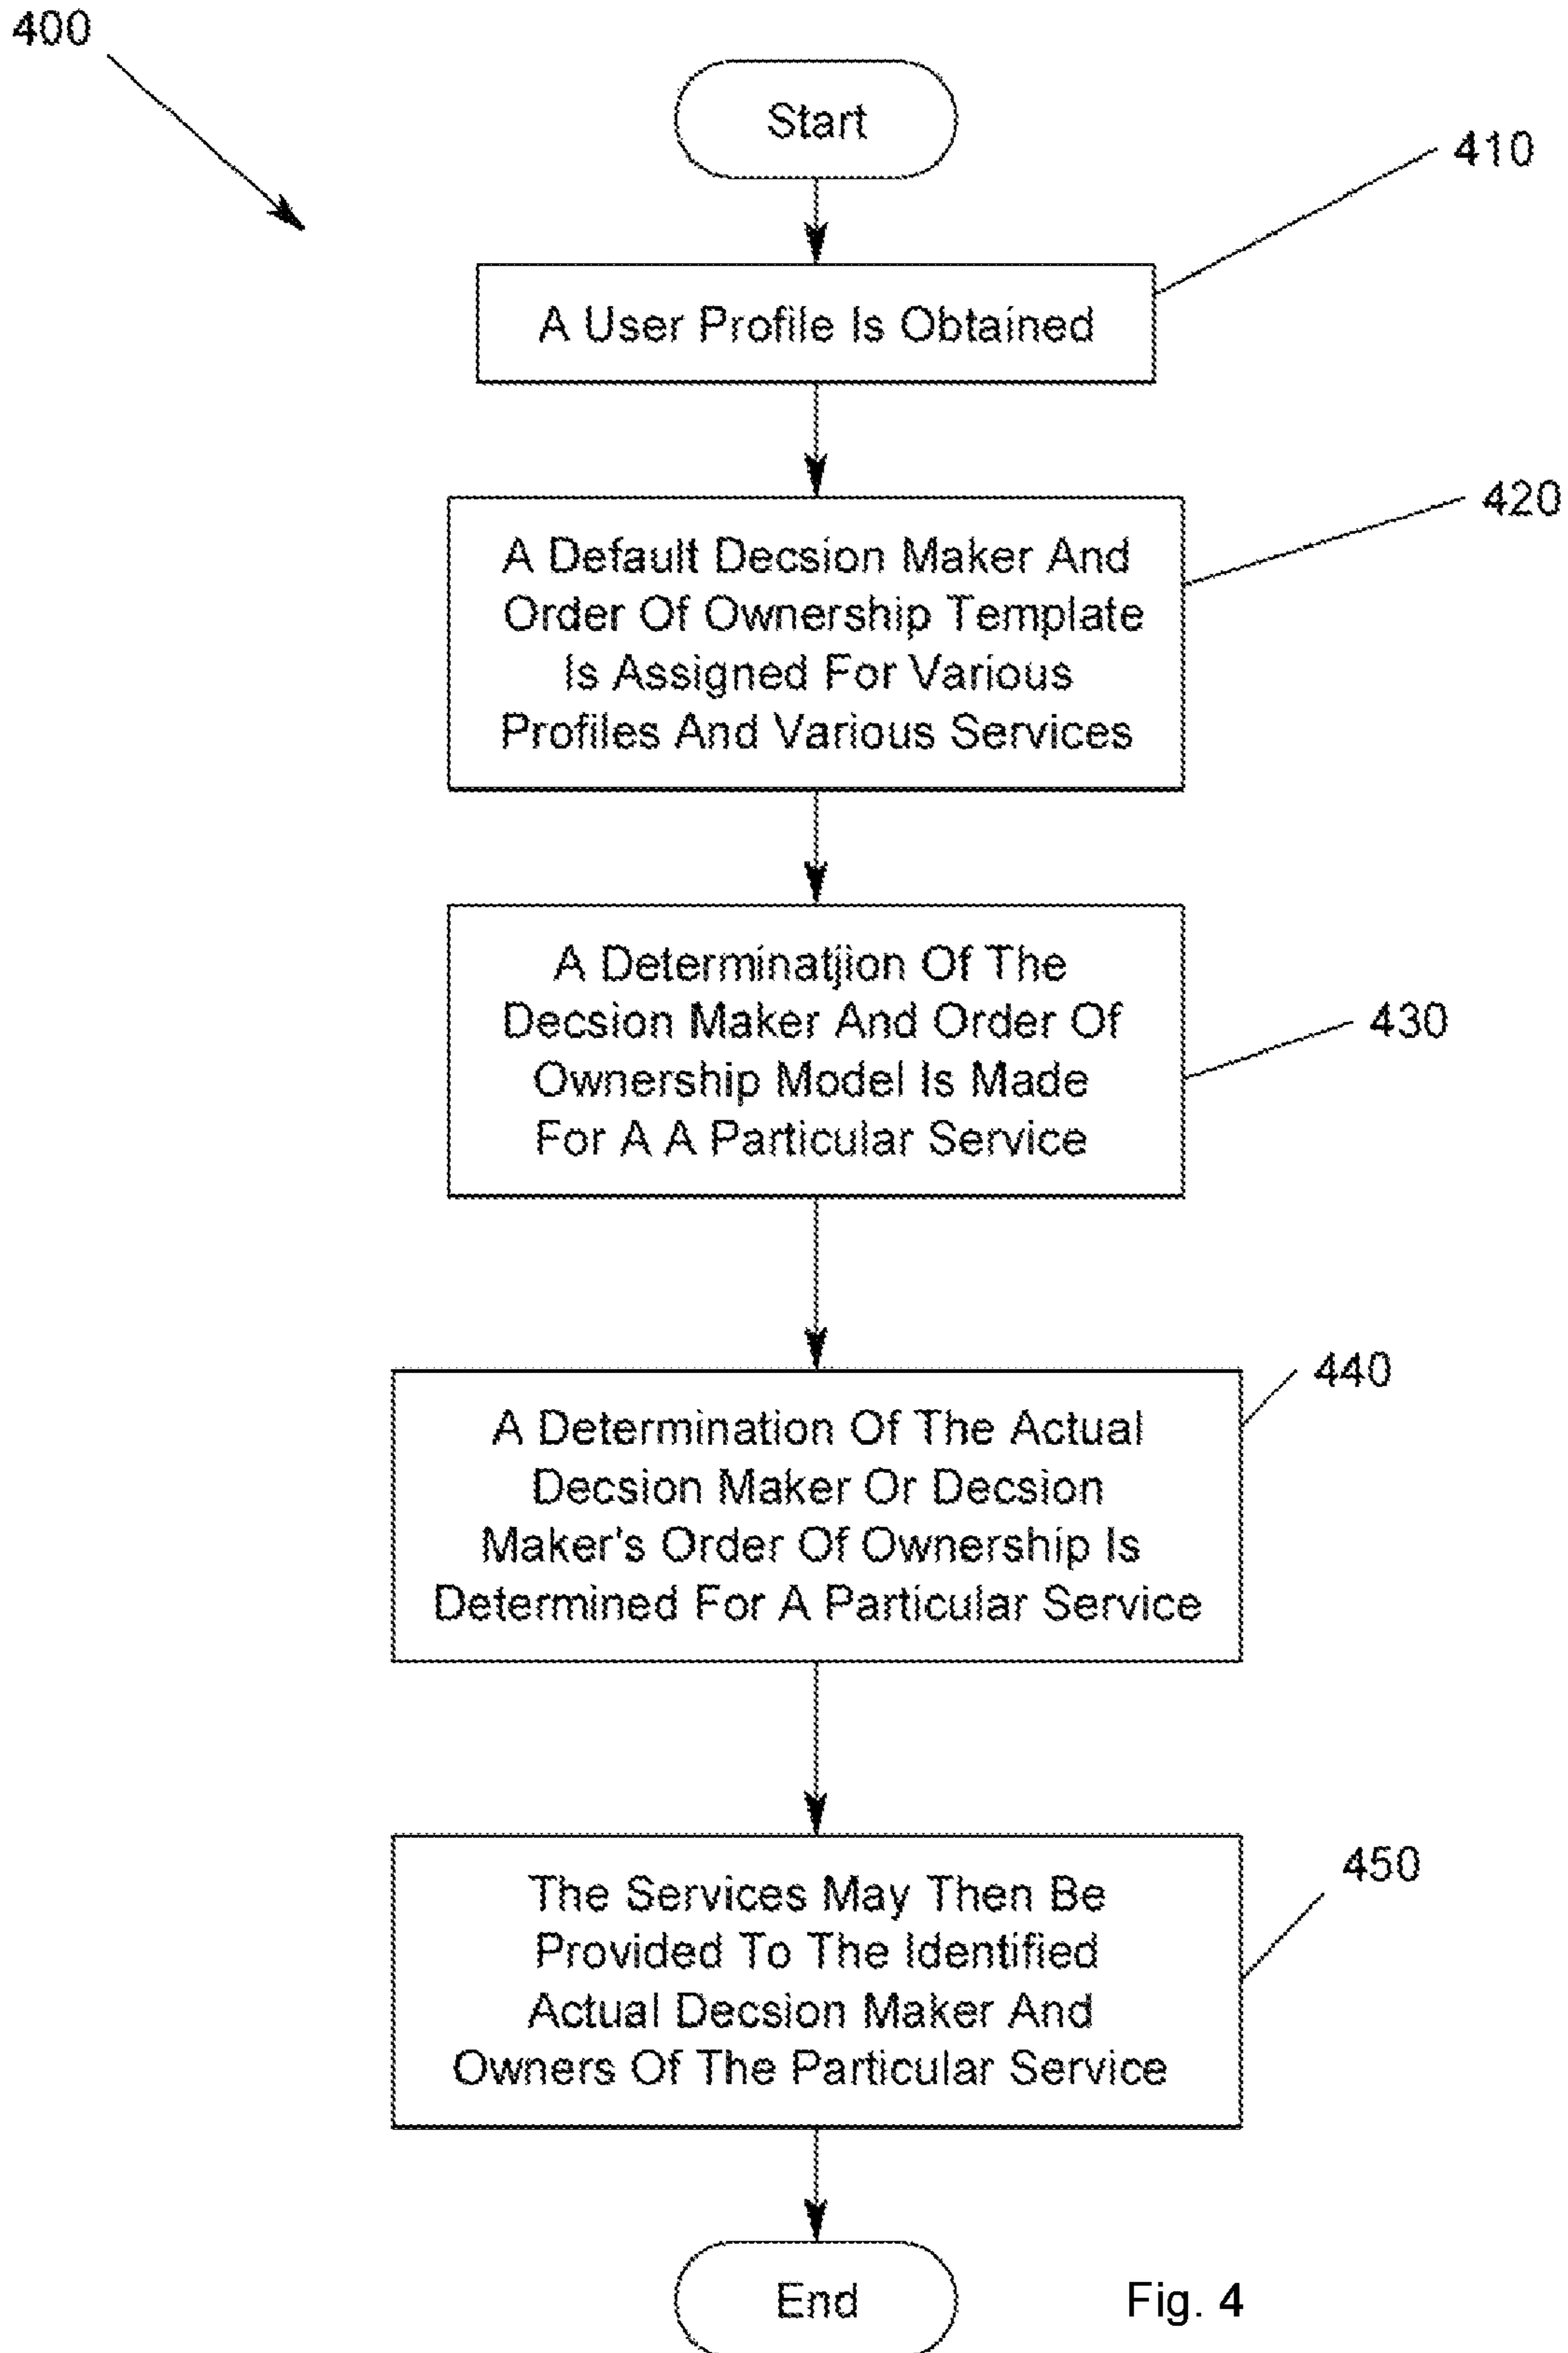 400
Start
410
A User Profile Is Obtained
420
A Default Decsion Maker And
Order Of Ownership Template
Is Assigned For Various
Profiles And Various Services
A Determinatjion Of The
Decsion Maker And Order Of
Ownership Model Is Made
For A A Particular Service
430
440
A Determination Of The Actual
Decsion Maker Or Decsion
Maker's Order Of Ownership Is
Determined For A Particular Service
450
The Services May Then Be
Provided To The Identified
Actual Decsion Maker And
Owners Of The Particular Service
End
Fig. 4